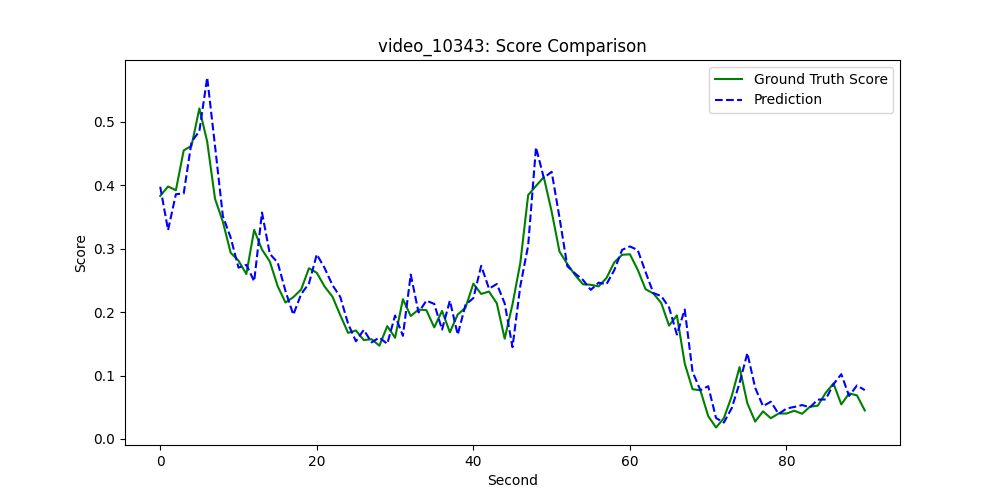 video_10343: Score Comparison
Ground Truth Score
Prediction
Score
0.5
0.4
0.3
0.2
0.1
0.0
0 20 40 60 80
Second